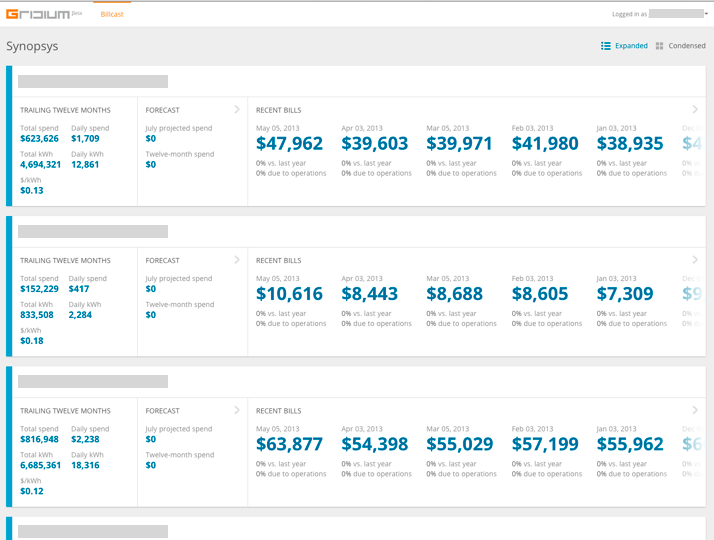 GRIDIUM beta Billcast Logged in as
Synopsys Expanded Condensed
TRAILING TWELVE MONTHS FORECAST RECENT BILLS
Total spend Daily spend July projected spend May 05, 2013 Apr 03, 2013 Mar 05, 2013 Feb 03, 2013 Jan 03, 2013
$623,626 $1,709 $0 $47,962 $39,603 $39,971 $41,980 $38,935
Total kWh Daily kWh Twelve-month spend 0% vs. last year 0% vs. last year 0% vs. last year 0% vs. last year 0% vs. last year
4,694,321 12,861 $0 0% due to operations 0% due to operations 0% due to operations 0% due to operations 0% due to operations
$/kWh
$0.13
TRAILING TWELVE MONTHS FORECAST RECENT BILLS
Total spend Daily spend July projected spend May 05, 2013 Apr 03, 2013 Mar 05, 2013 Feb 03, 2013 Jan 03, 2013
$152,229 $417 $0 $10,616 $8,443 $8,688 $8,605 $7,309
Total kWh Daily kWh Twelve-month spend 0% vs. last year 0% vs. last year 0% vs. last year 0% vs. last year 0% vs. last year
833,508 2,284 $0 0% due to operations 0% due to operations 0% due to operations 0% due to operations 0% due to operations
$/kWh
$0.18
TRAILING TWELVE MONTHS FORECAST RECENT BILLS
Total spend Daily spend July projected spend May 05, 2013 Apr 03, 2013 Mar 05, 2013 Feb 03, 2013 Jan 03, 2013
$816,948 $2,238 $0 $63,877 $54,398 $55,029 $57,199 $55,962
Total kWh Daily kWh Twelve-month spend 0% vs. last year 0% vs. last year 0% vs. last year 0% vs. last year 0% vs. last year
6,685,361 18,316 $0 0% due to operations 0% due to operations 0% due to operations 0% due to operations 0% due to operations
$/kWh
$0.12